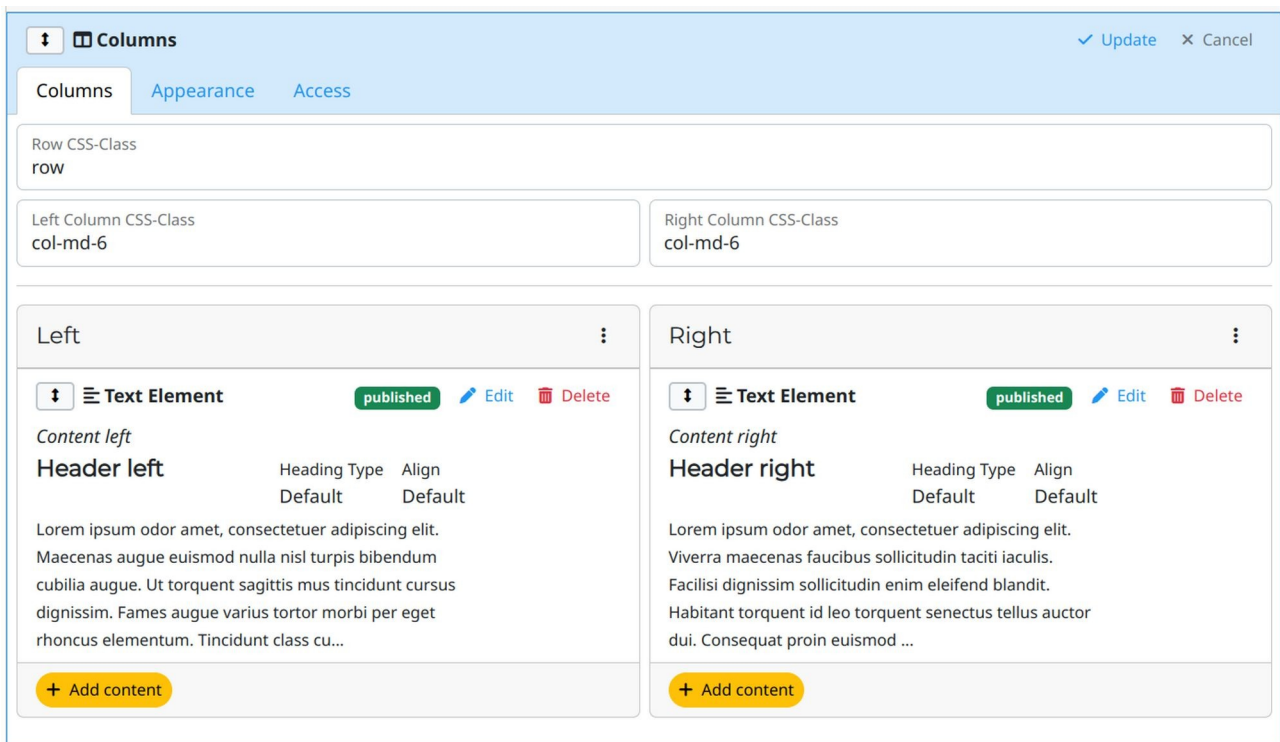 Columns
Update
Cancel
Columns
Appearance
Access
Row CSS-Class
row
Left Column CSS-Class
col-md-6
Right Column CSS-Class
col-md-6
Left
Text Element
published
Edit
Delete
Content left
Header left
Heading Type
Align
Default
Default
Lorem ipsum odor amet, consectetuer adipiscing elit.
Maecenas augue euismod nulla nisl turpis bibendum
cubilia augue. Ut torquent sagittis mus tincidunt cursus
dignissim. Fames augue varius tortor morbi per eget
rhoncus elementum. Tincidunt class cu...
+ Add content
Right
Text Element
published
Edit
Delete
Content right
Header right
Heading Type
Align
Default
Default
Lorem ipsum odor amet, consectetuer adipiscing elit.
Viverra maecenas faucibus sollicitudin taciti iaculis.
Facilisi dignissim sollicitudin enim eleifend blandit.
Habitant torquent id leo torquent senectus tellus auctor
dui. Consequat proin euismod ...
+ Add content